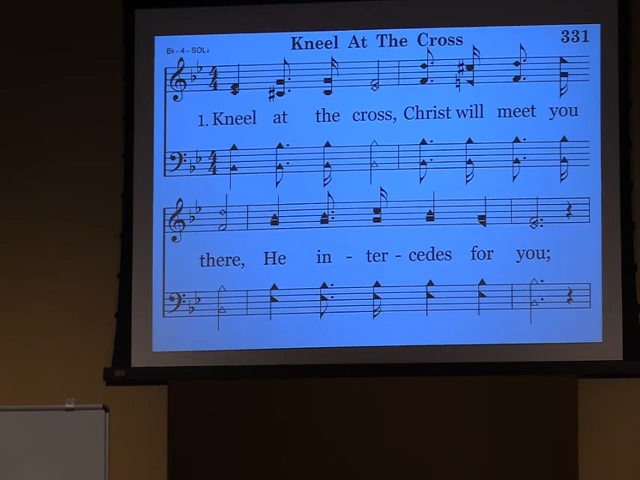 Kneel At The Cross 331
B♭ - 4 - SOL
1. Kneel at the cross, Christ will meet you
there, He in - ter - cedes for you;